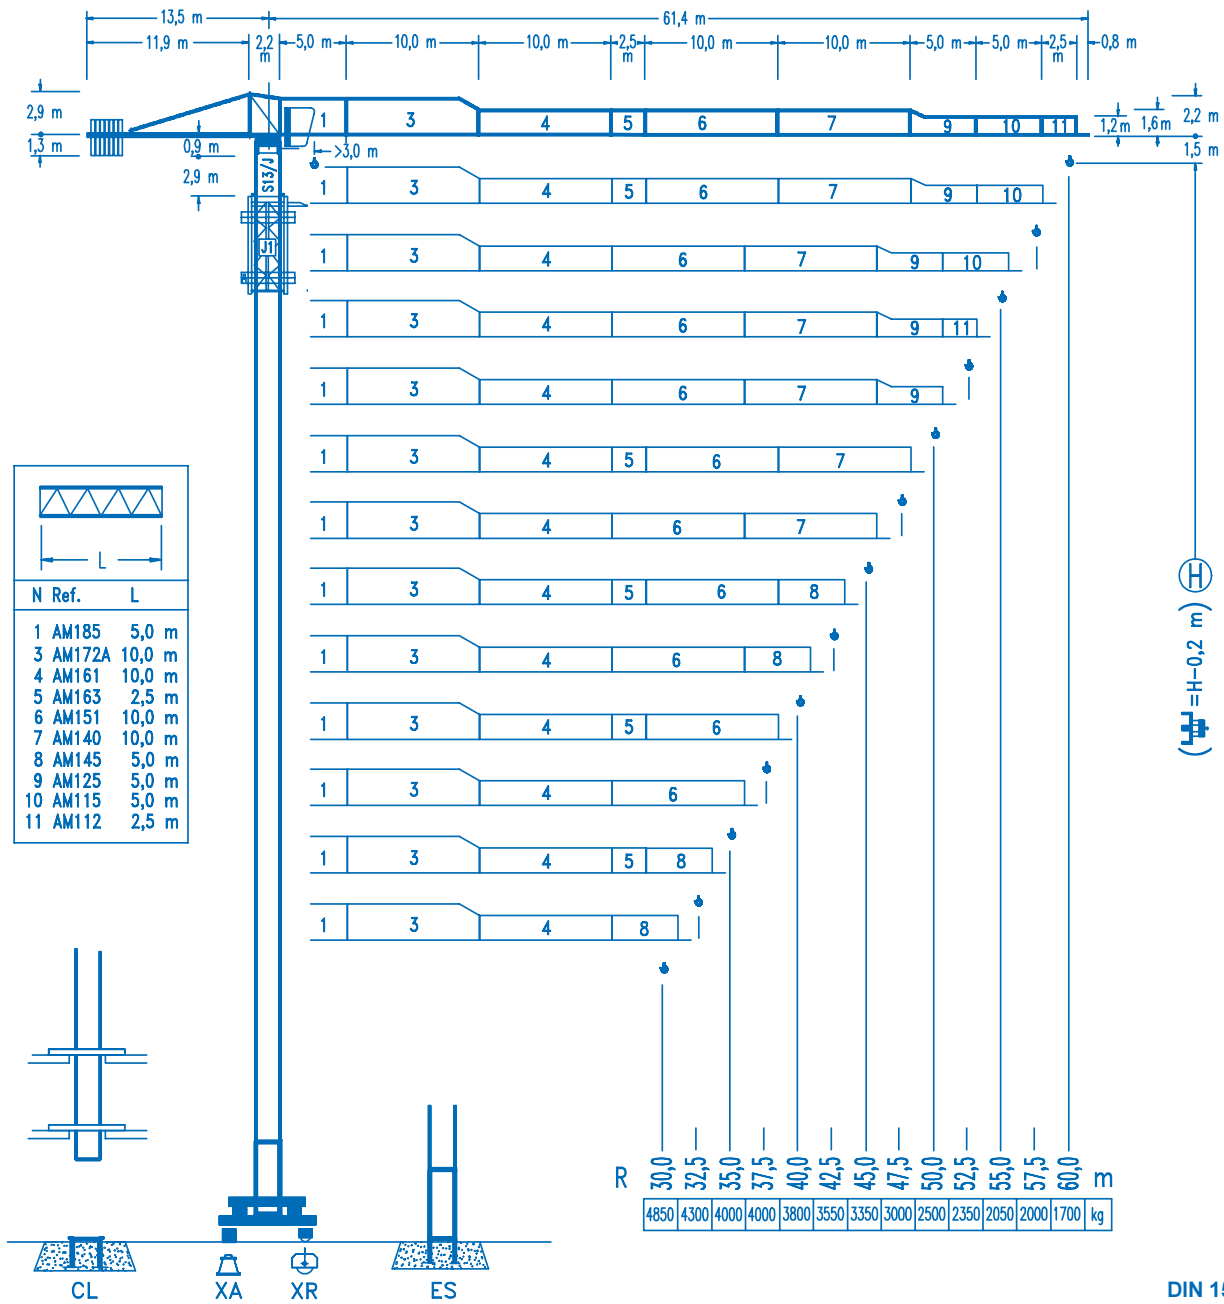 13,5 m 61,4 m
11,9 m 2,2 m 5,0 m 10,0 m 10,0 m 2,5 m 10,0 m 10,0 m 5,0 m 5,0 m 2,5 m 0,8 m
2,9 m 1 3 4 5 6 7 9 10 11 1,2 m 1,6 m 2,2 m
1,3 m 0,9 m >3,0 m 1,5 m
2,9 m S13/J 1 3 4 5 6 7 9 10
J1 1 3 4 6 7 9 10
1 3 4 6 7 9 11
1 3 4 6 7 9
1 3 4 5 6 7
1 3 4 6 7
1 3 4 5 6 8
1 3 4 6 8
1 3 4 5 6
1 3 4 6
1 3 4 5 8
1 3 4 8
H
( =H-0,2 m )
L
N Ref. L
1 AM185 5,0 m
3 AM172A 10,0 m
4 AM161 10,0 m
5 AM163 2,5 m
6 AM151 10,0 m
7 AM140 10,0 m
8 AM145 5,0 m
9 AM125 5,0 m
10 AM115 5,0 m
11 AM112 2,5 m
R 30,0 32,5 35,0 37,5 40,0 42,5 45,0 47,5 50,0 52,5 55,0 57,5 60,0 m
4850 4300 4000 4000 3800 3550 3350 3000 2500 2350 2050 2000 1700 kg
CL XA XR ES
DIN 15